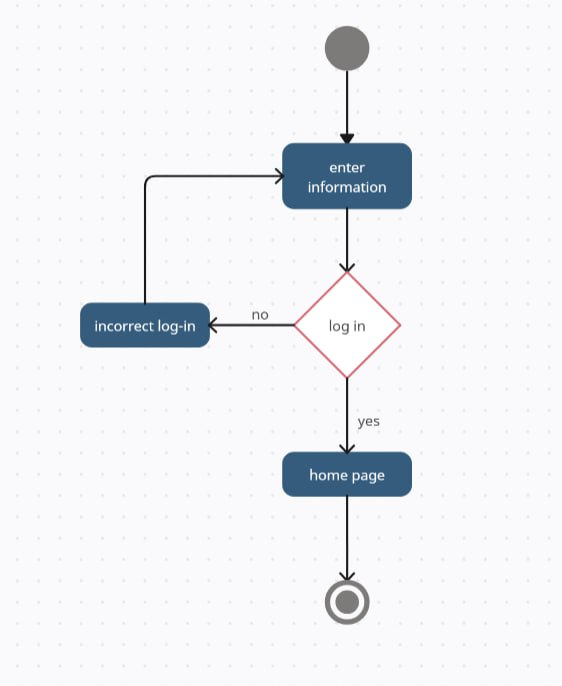 enter
information
no
log in
incorrect log-in
yes
home page